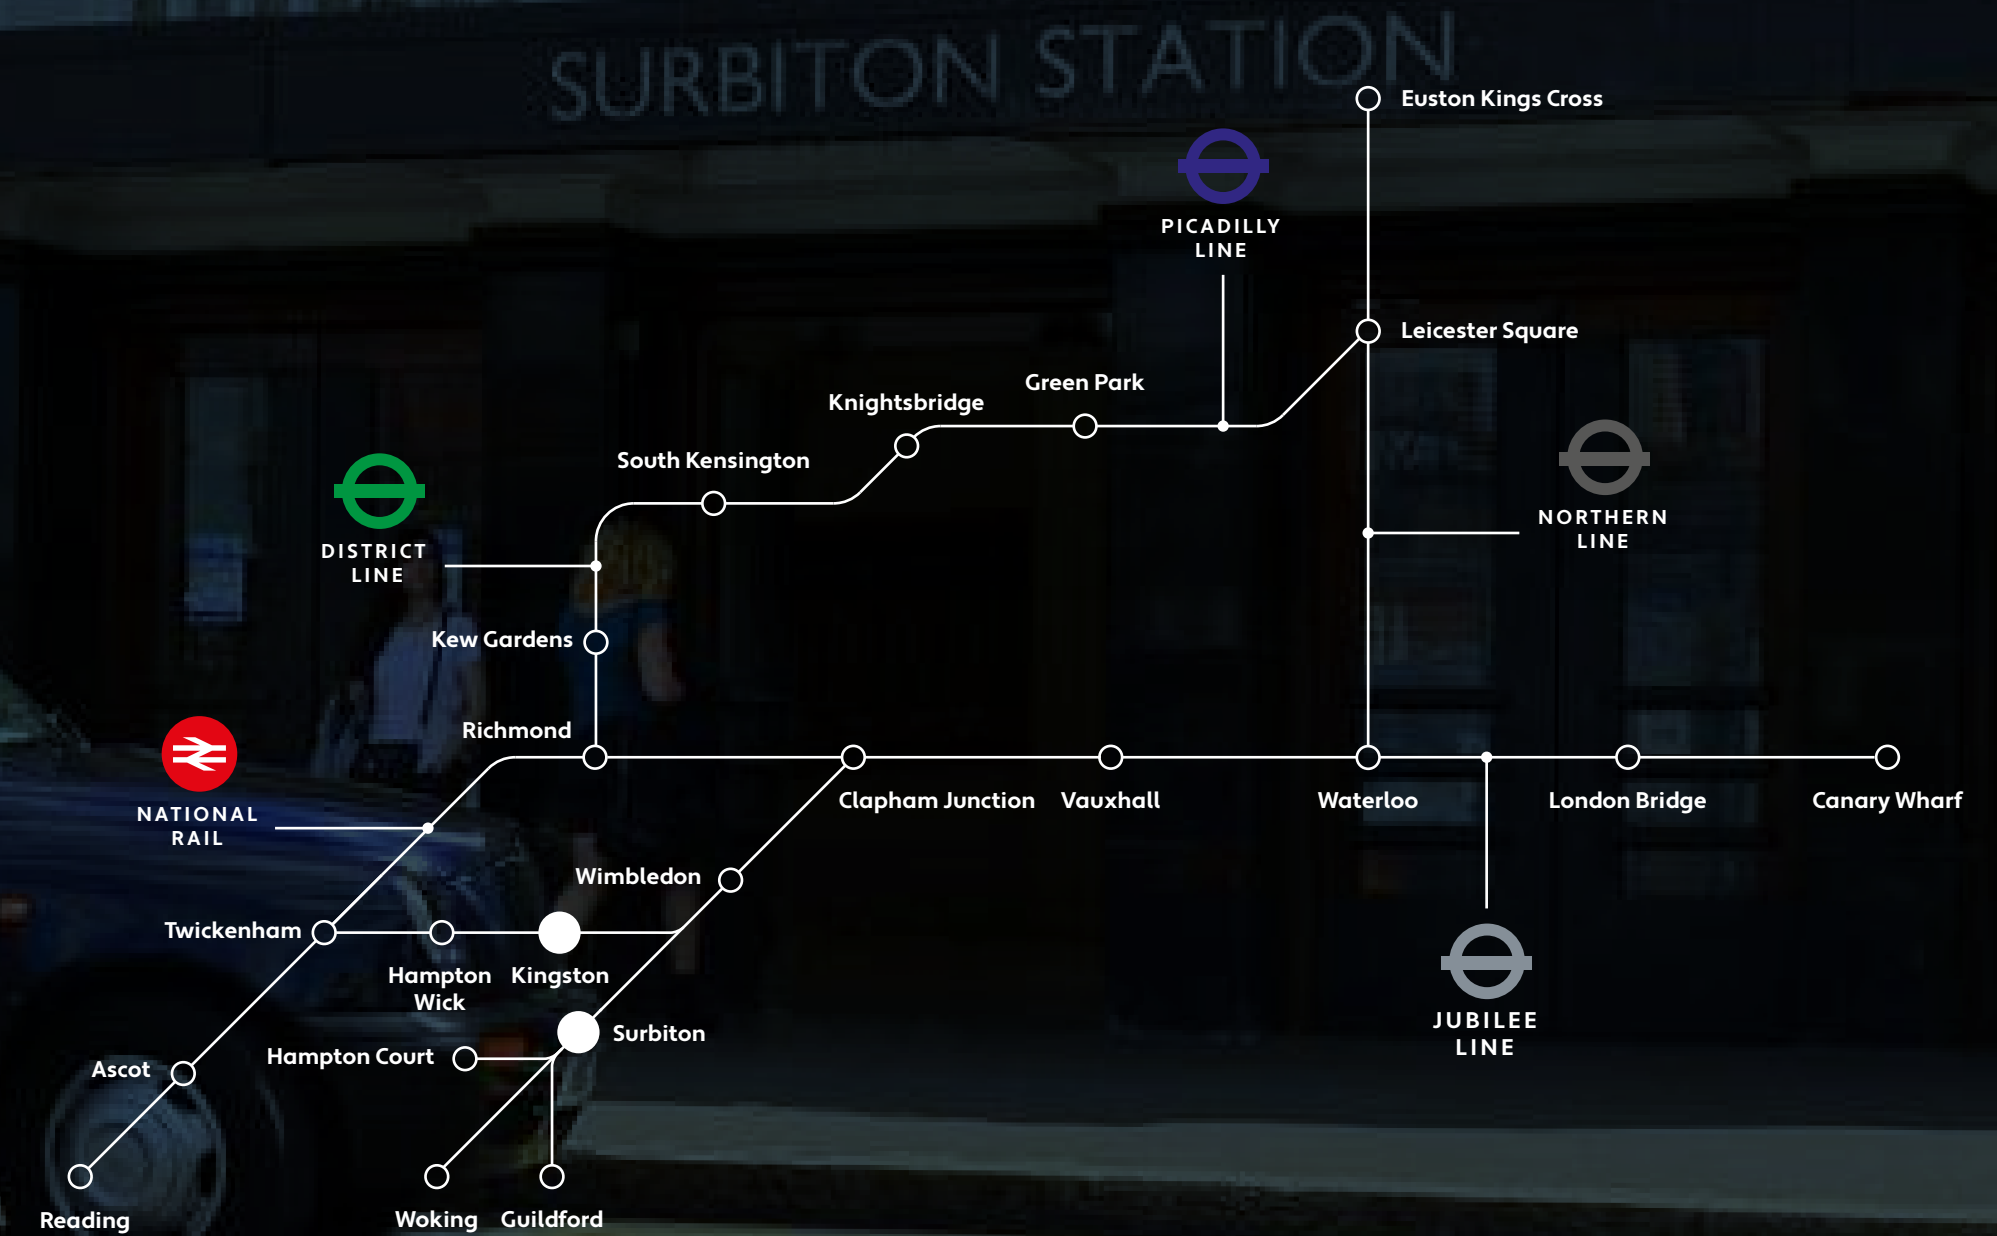 SURBITON STATION
Euston Kings Cross
PICADILLY
LINE
Leicester Square
Green Park
Knightsbridge
South Kensington
NORTHERN
LINE
DISTRICT
LINE
Kew Gardens
Richmond
NATIONAL
RAIL
Clapham Junction
Vauxhall
Waterloo
London Bridge
Canary Wharf
Wimbledon
Twickenham
Hampton
Wick
Kingston
Surbiton
JUBILEE
LINE
Hampton Court
Ascot
Reading
Woking
Guildford